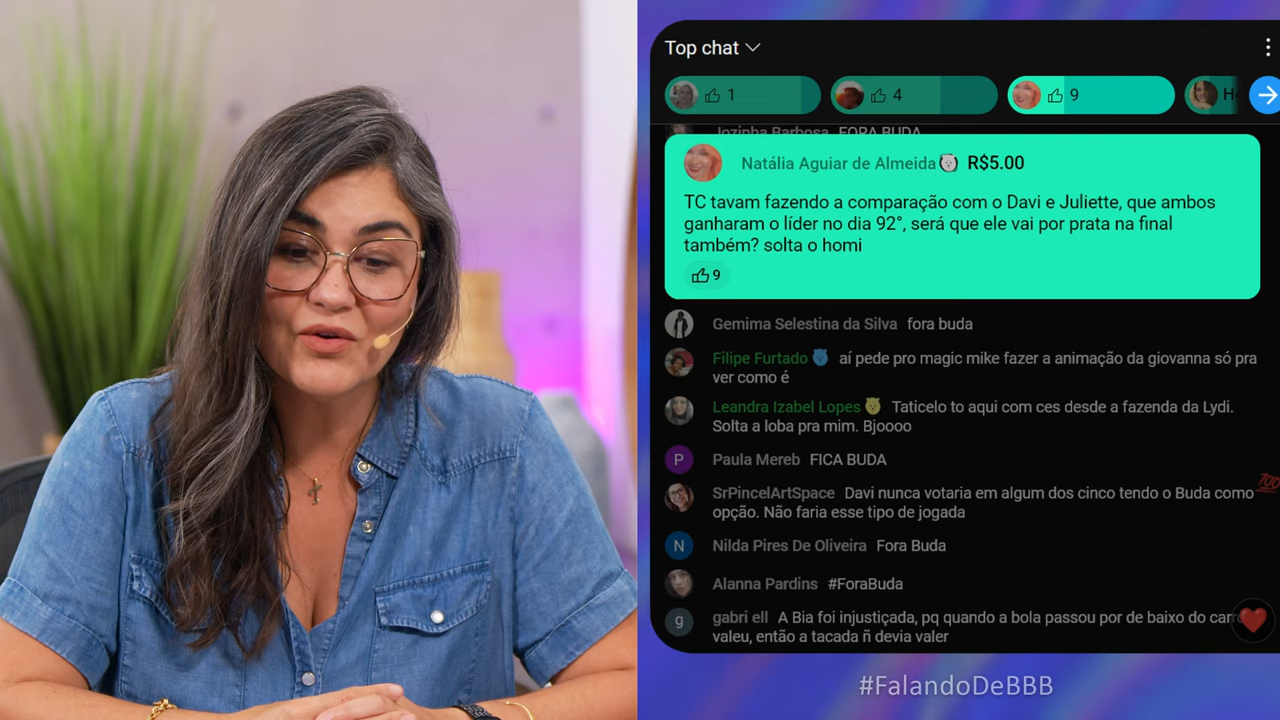 Top chat
1
4
9
H
Jozinha Barbosa FORA BUDA
Natália Aguiar de Almeida R$5.00
TC tavam fazendo a comparação com o Davi e Juliette, que ambos
ganharam o líder no dia 92°, será que ele vai por prata na final
também? solta o homi
9
Gemima Selestina da Silva fora buda
Filipe Furtado aí pede pro magic mike fazer a animação da giovanna só pra
ver como é
Leandra Izabel Lopes Taticelo to aqui com ces desde a fazenda da Lydi.
Solta a loba pra mim. Bjoooo
P Paula Mereb FICA BUDA
SrPincelArtSpace Davi nunca votaria em algum dos cinco tendo o Buda como
100
opção. Não faria esse tipo de jogada
N Nilda Pires De Oliveira Fora Buda
Alanna Pardins #ForaBuda
g gabri ell A Bia foi injustiçada, pq quando a bola passou por de baixo do carr
valeu, então a tacada ñ devia valer
#FalandoDeBBB